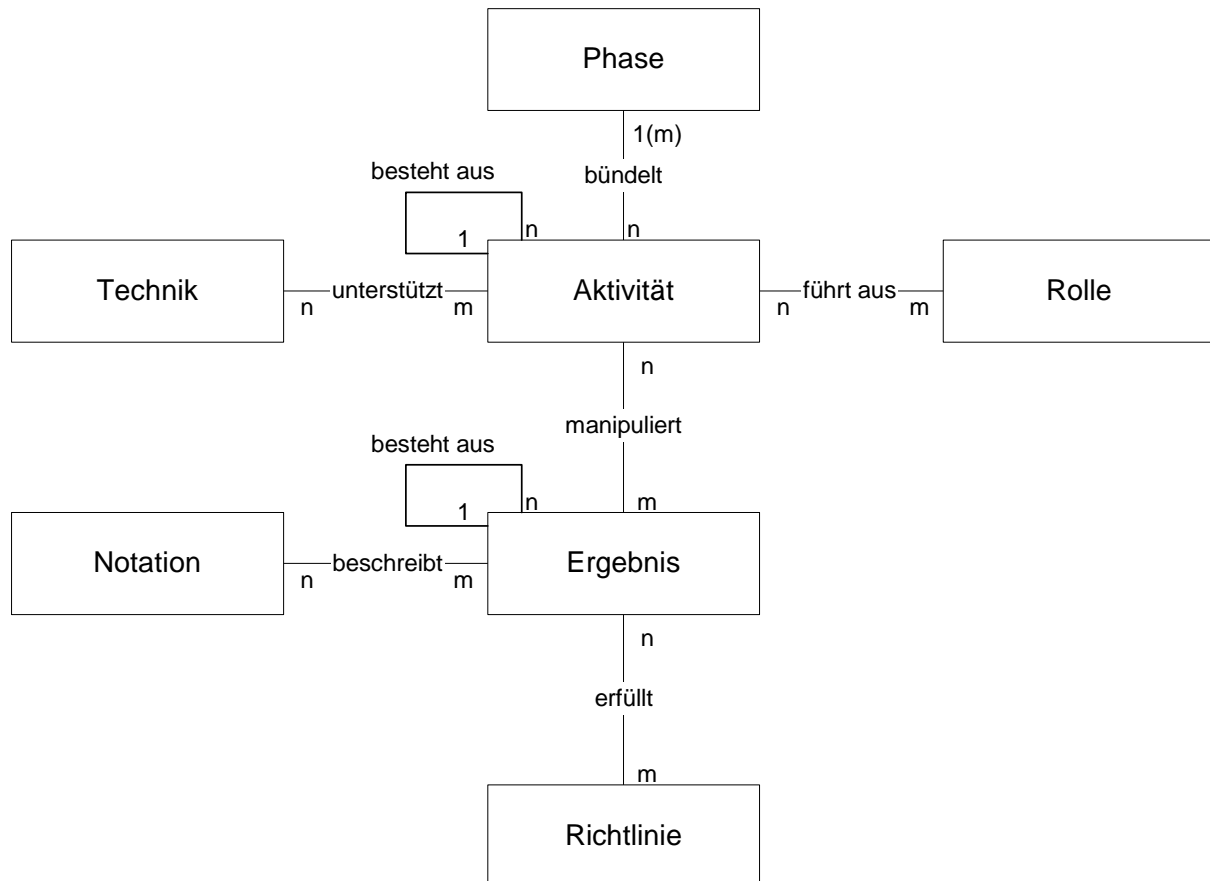 Phase
1(m)
besteht aus
bündelt
1
n
n
Technik
n
unterstützt
m
Aktivität
n
führt aus
m
Rolle
n
manipuliert
besteht aus
1
n
m
Notation
n
beschreibt
m
Ergebnis
n
erfüllt
m
Richtlinie